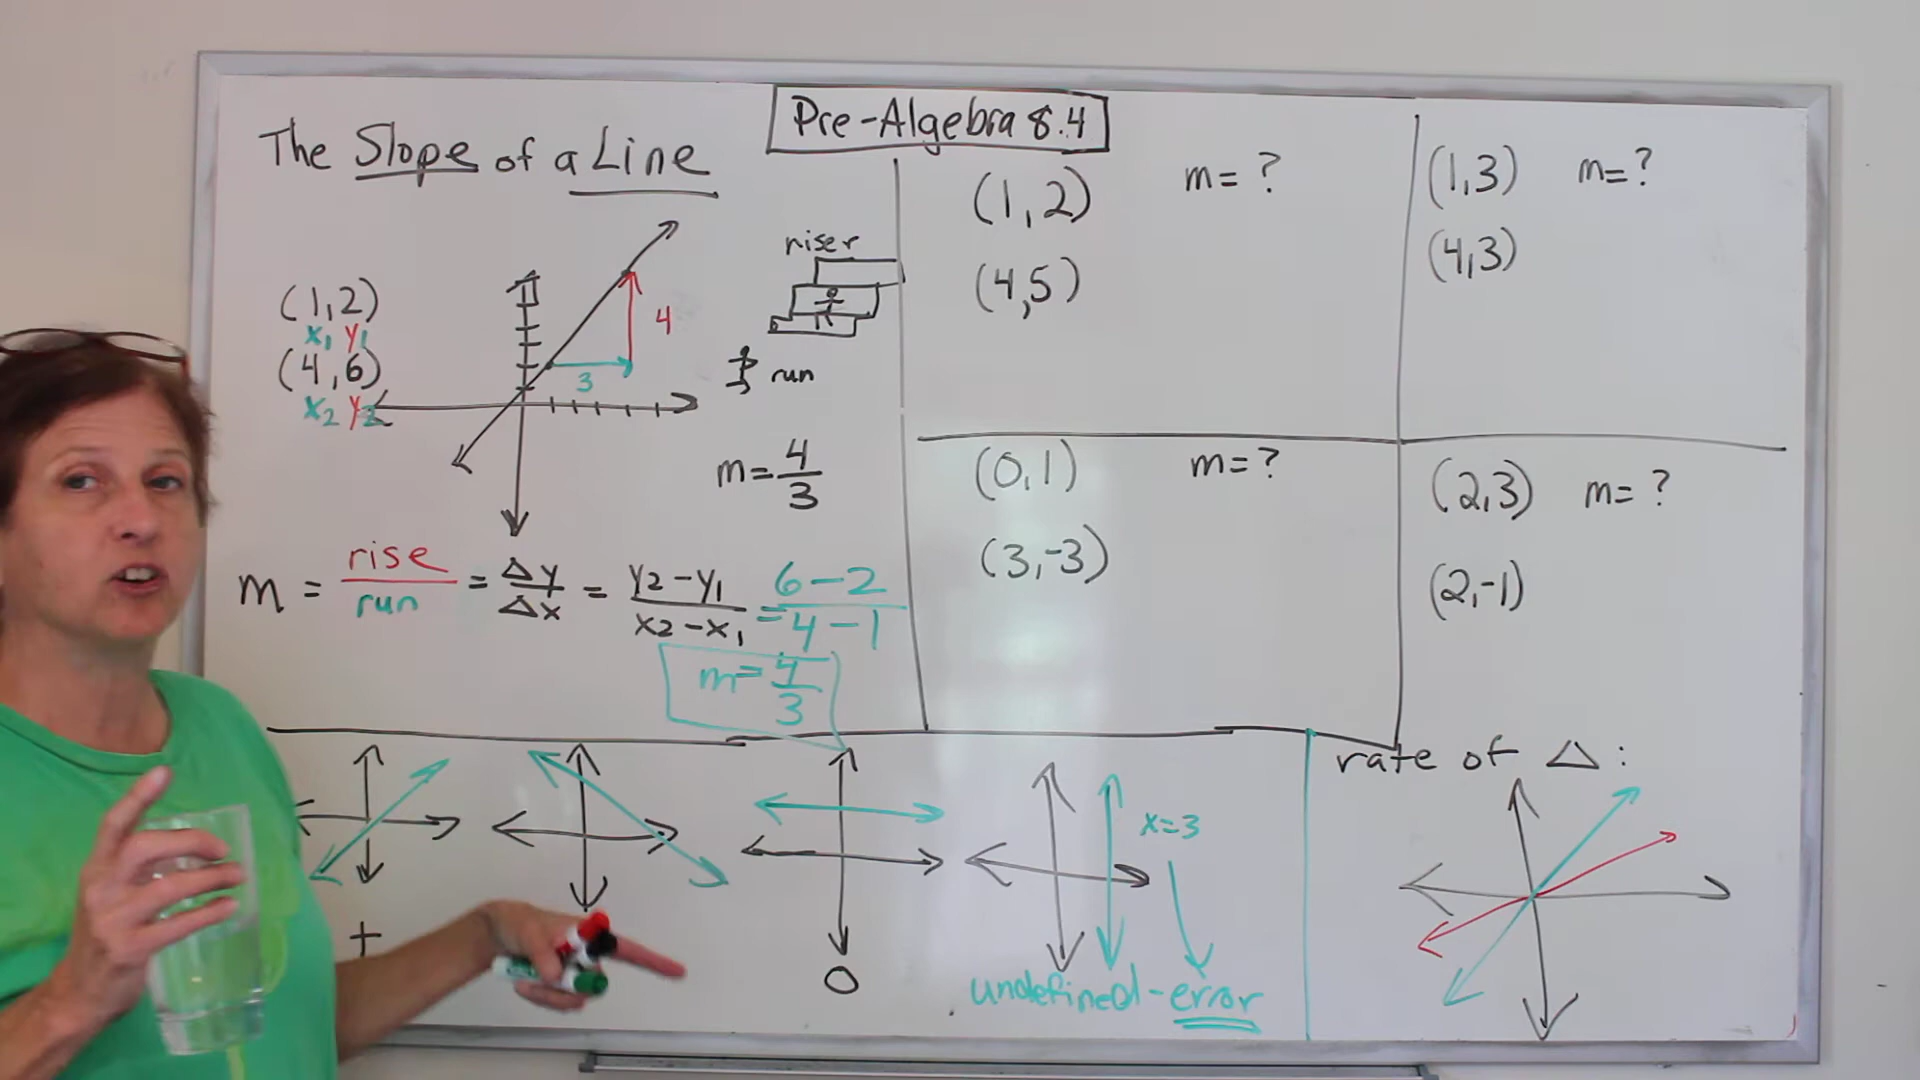 Pre-Algebra 8.4
The Slope of a Line
(1,2)
x1 y1
(4,6)
x2 y2
4
3
riser
run
m = 4/3
m = rise/run = Δy/Δx = y2-y1/x2-x1 = 6-2/4-1
m = 4/3
(1,2) m = ?
(4,5)
(1,3) m = ?
(4,3)
(0,1) m = ?
(3,-3)
(2,3) m = ?
(2,-1)
+
0
x=3
undefined - error
rate of Δ: